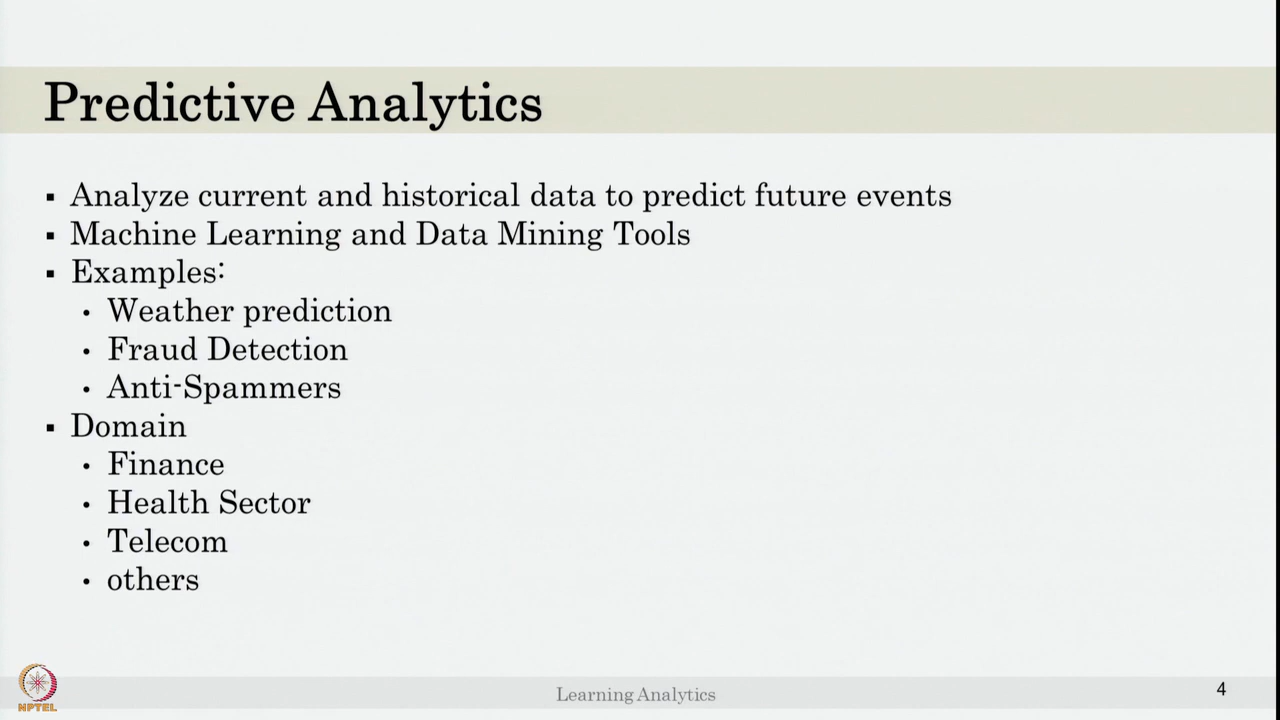 Predictive Analytics
▪ Analyze current and historical data to predict future events
▪ Machine Learning and Data Mining Tools
▪ Examples:
• Weather prediction
• Fraud Detection
• Anti-Spammers
▪ Domain
• Finance
• Health Sector
• Telecom
• others
NPTEL
Learning Analytics
4